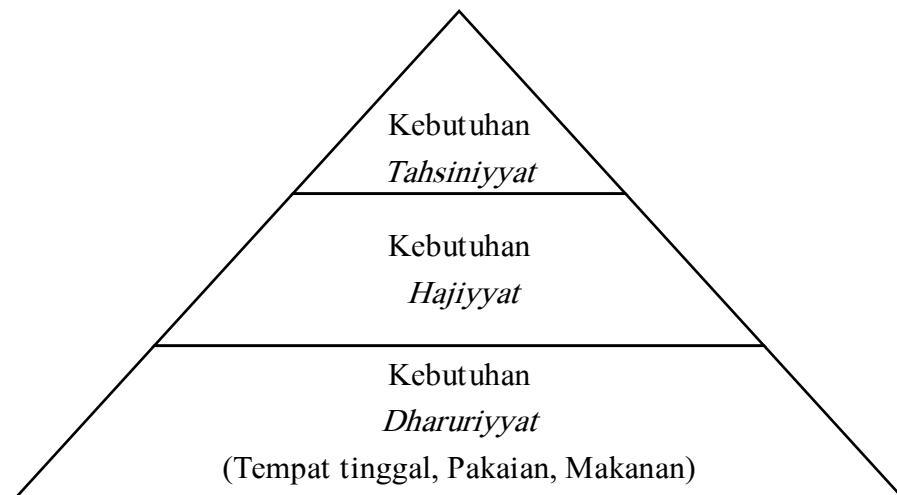 Kebutuhan
Tahsiniyyat
Kebutuhan
Hajiyyat
Kebutuhan
Dharuriyyat
(Tempat tinggal, Pakaian, Makanan)